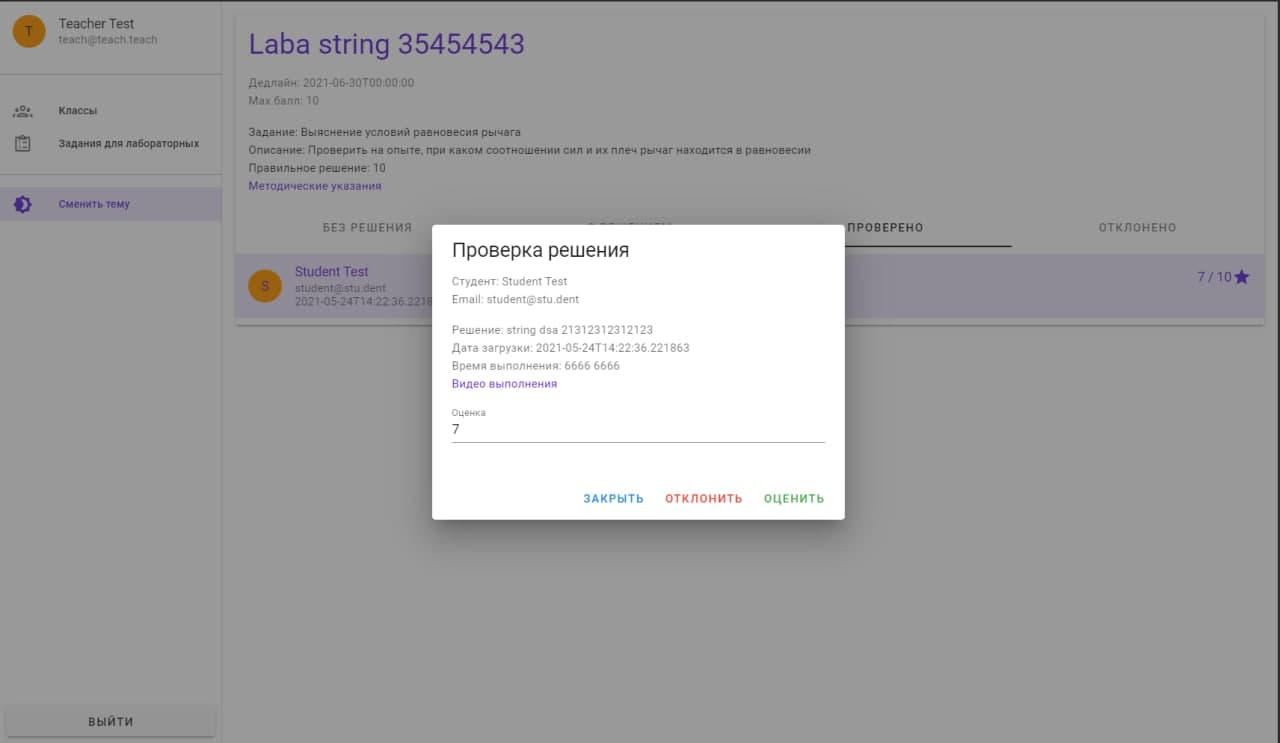 T
Teacher Test
teach@teach.teach
Классы
Задания для лабораторных
Сменить тему
ВЫЙТИ
Laba string 35454543
Дедлайн: 2021-06-30T00:00:00
Max балл: 10
Задание: Выяснение условий равновесия рычага
Описание: Проверить на опыте, при каком соотношении сил и их плеч рычаг находится в равновесии
Правильное решение: 10
Методические указания
БЕЗ РЕШЕНИЯ
ПРОВЕРЕНО
ОТКЛОНЕНО
S
Student Test
student@stu.dent
2021-05-24T14:22:36.2218
7 / 10
Проверка решения
Студент: Student Test
Email: student@stu.dent
Решение: string dsa 21312312312123
Дата загрузки: 2021-05-24T14:22:36.221863
Время выполнения: 6666 6666
Видео выполнения
Оценка
7
ЗАКРЫТЬ ОТКЛОНИТЬ ОЦЕНИТЬ